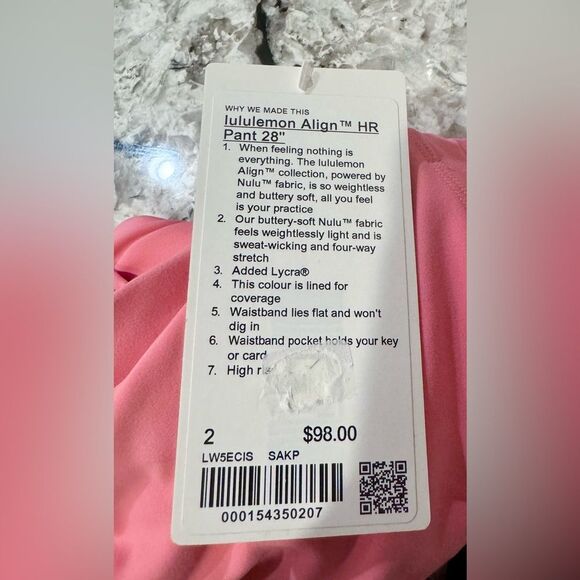 WHY WE MADE THIS
lululemon Align™ HR
Pant 28"
1. When feeling nothing is
everything. The lululemon
Align™ collection, powered by
Nulu™ fabric, is so weightless
and buttery soft, all you feel
is your practice
2. Our buttery-soft Nulu™ fabric
feels weightlessly light and is
sweat-wicking and four-way
stretch
3. Added Lycra®
4. This colour is lined for
coverage
5. Waistband lies flat and won't
dig in
6. Waistband pocket holds your key
or card
7. High
2 $98.00
LW5ECIS SAKP
000154350207